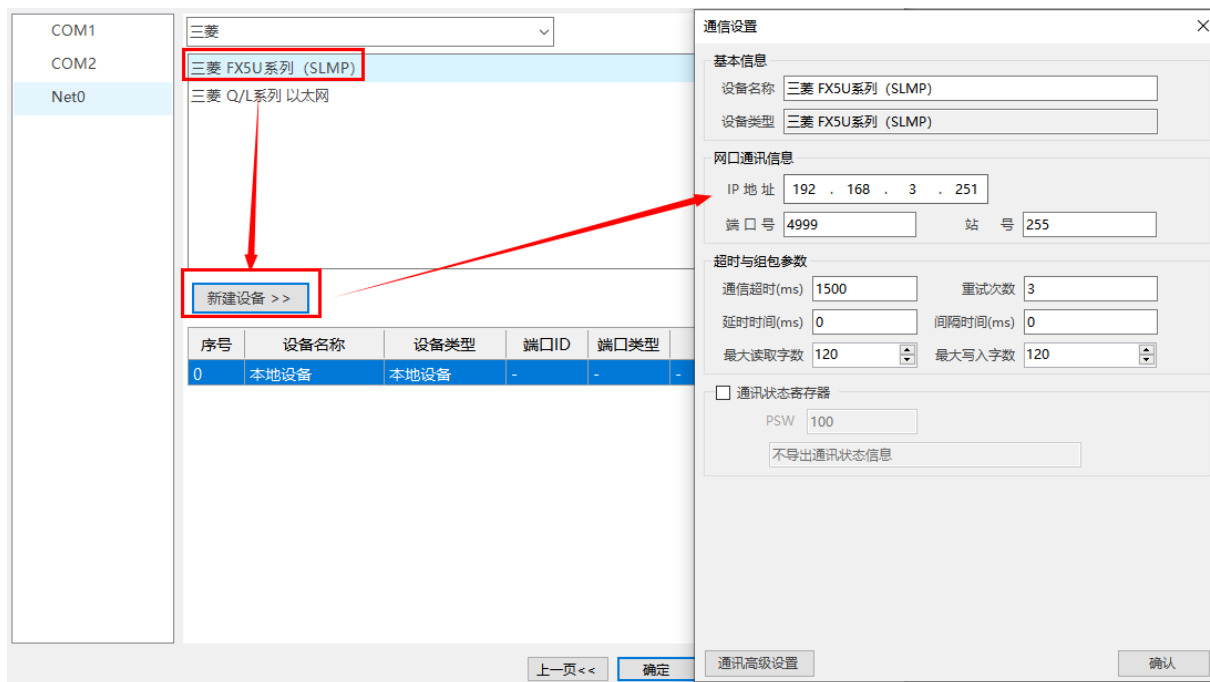 COM1
COM2
Net0
三菱
三菱 FX5U系列（SLMP）
三菱 Q/L系列 以太网
新建设备 >>
序号 设备名称 设备类型 端口ID 端口类型
0 本地设备 本地设备 - - -
上一页<< 确定
通信设置
基本信息
设备名称 三菱 FX5U系列（SLMP）
设备类型 三菱 FX5U系列（SLMP）
网口通讯信息
IP 地 址 192 . 168 . 3 . 251
端 口 号 4999 站 号 255
超时与组包参数
通信超时(ms) 1500 重试次数 3
延时时间(ms) 0 间隔时间(ms) 0
最大读取字数 120 最大写入字数 120
通讯状态寄存器
PSW 100
不导出通讯状态信息
通讯高级设置 确认